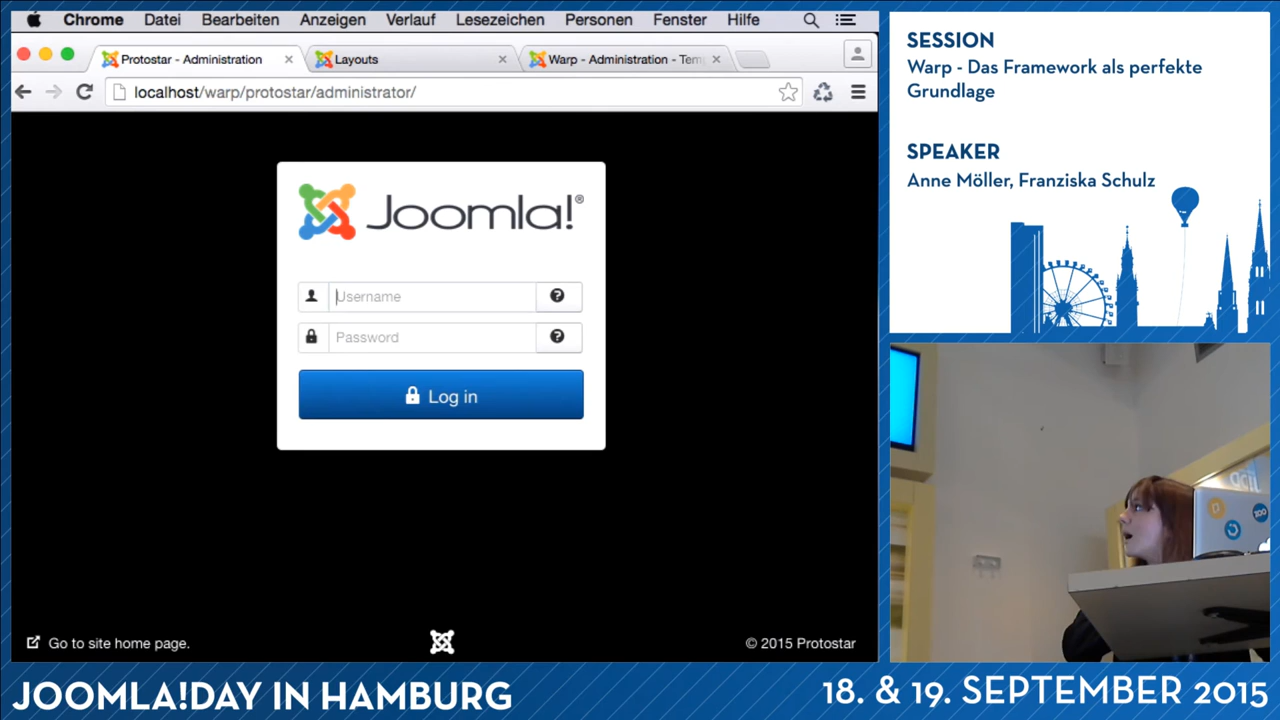 Chrome Datei Bearbeiten Anzeigen Verlauf Lesezeichen Personen Fenster Hilfe
Protostar - Administration
Layouts
Warp - Administration - Tem
localhost/warp/protostar/administrator/
Joomla!®
Username
Password
Log in
Go to site home page.
© 2015 Protostar
SESSION
Warp - Das Framework als perfekte
Grundlage
SPEAKER
Anne Möller, Franziska Schulz
ZOO
JOOMLA!DAY IN HAMBURG
18. & 19. SEPTEMBER 2015